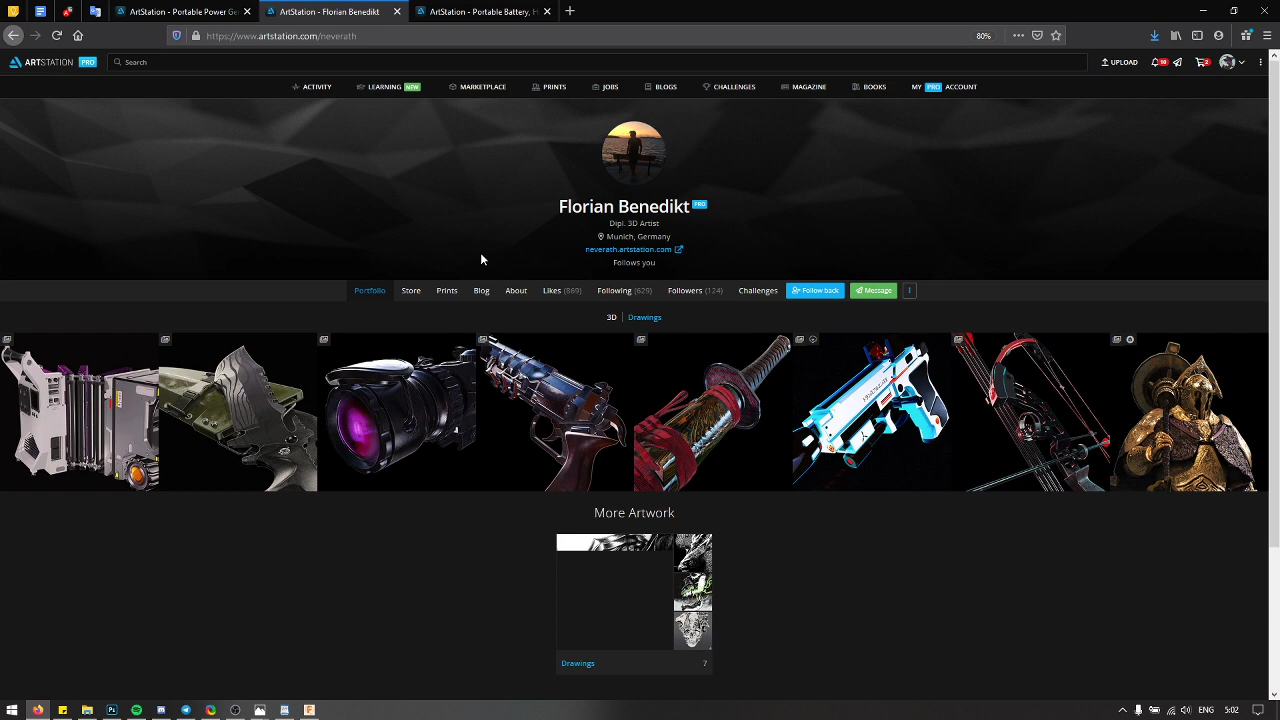 ArtStation - Portable Power Ge
ArtStation - Florian Benedikt
ArtStation - Portable Battery, H
https://www.artstation.com/neverath
80%
ARTSTATION PRO
Search
UPLOAD
10
2
ACTIVITY
LEARNING NEW
MARKETPLACE
PRINTS
JOBS
BLOGS
CHALLENGES
MAGAZINE
BOOKS
MY PRO ACCOUNT
Florian Benedikt PRO
Dipl. 3D Artist
Munich, Germany
neverath.artstation.com
Follows you
Portfolio
Store
Prints
Blog
About
Likes (869)
Following (629)
Followers (124)
Challenges
Follow back
Message
3D
Drawings
More Artwork
Drawings
7
ENG
5:02